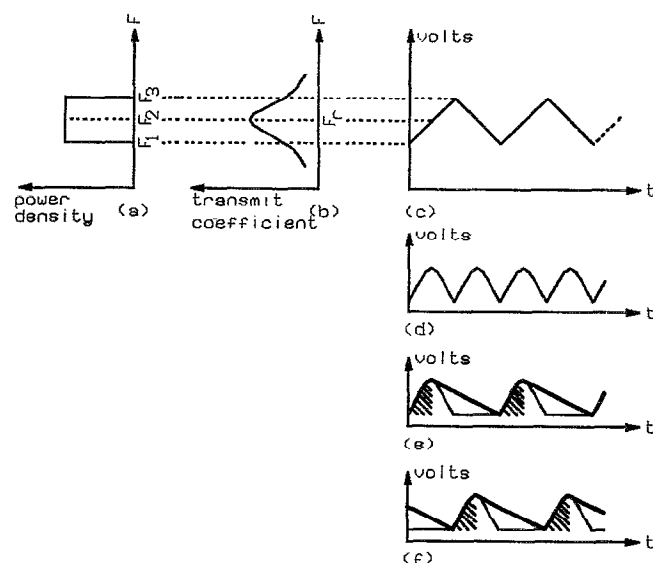 F
F
volts
F3
F2
F1
Fr
t
power
density
(a)
transmit
coefficient
(b)
(c)
volts
t
(d)
volts
t
(e)
volts
t
(f)